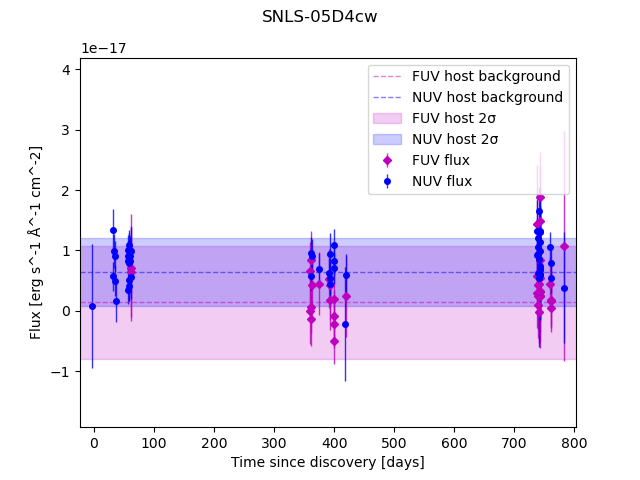 SNLS-05D4cw
1e−17
Flux [erg s^-1 Å^-1 cm^-2]
4
3
2
1
0
−1
FUV host background
NUV host background
FUV host 2σ
NUV host 2σ
FUV flux
NUV flux
0 100 200 300 400 500 600 700 800
Time since discovery [days]